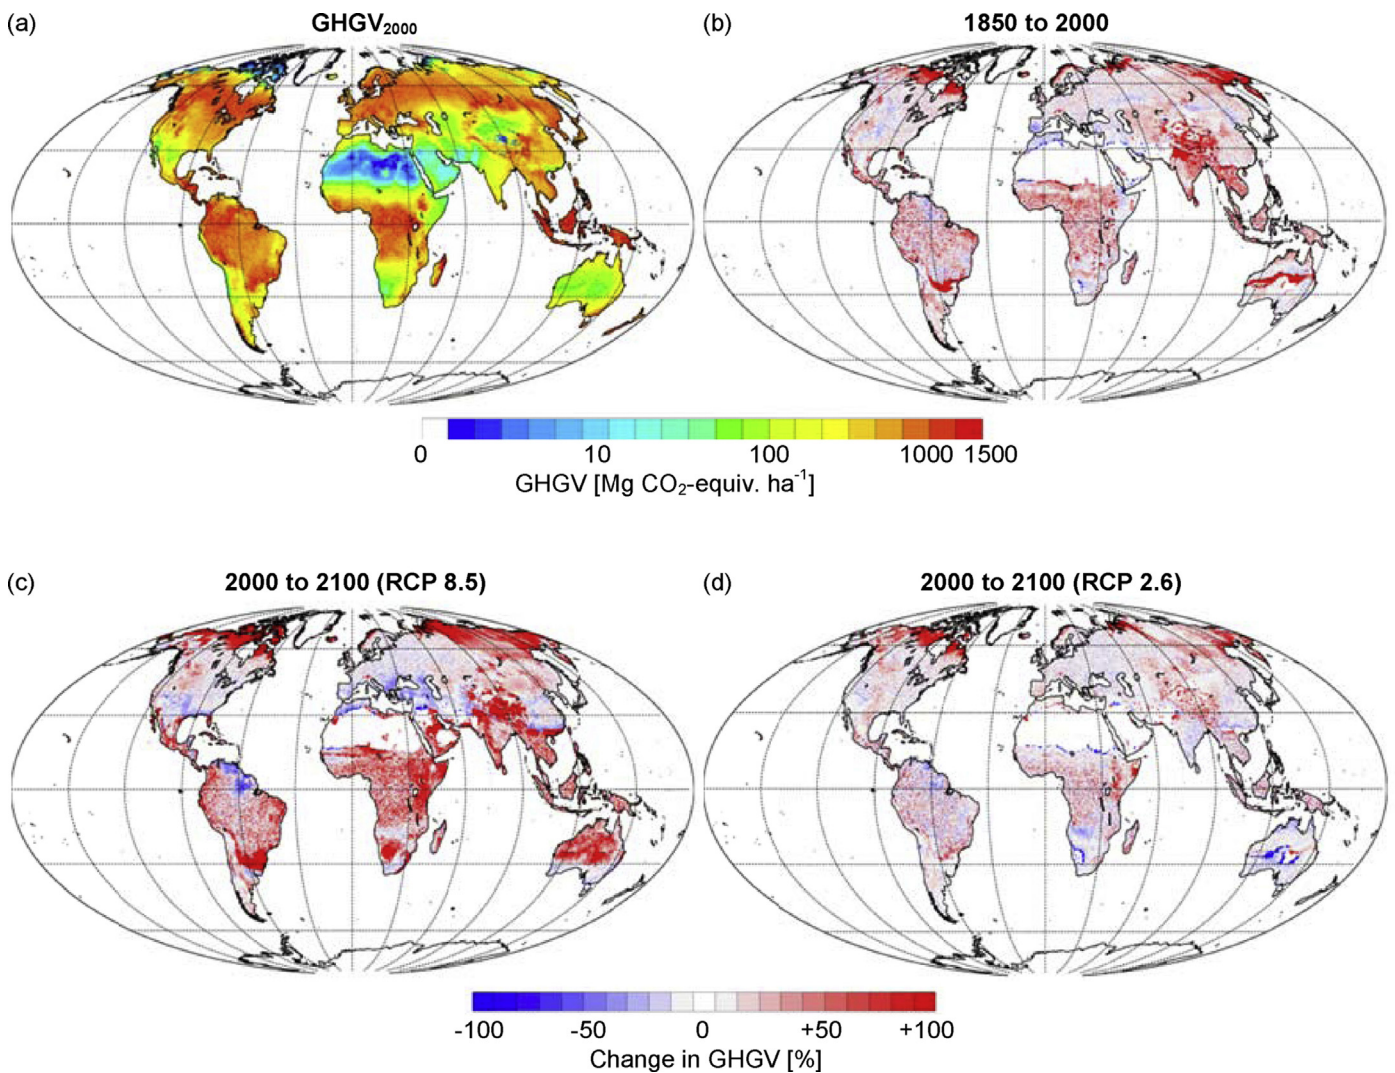 (a) GHGV₂₀₀₀
(b) 1850 to 2000
0 10 100 1000 1500
GHGV [Mg CO₂-equiv. ha⁻¹]
(c) 2000 to 2100 (RCP 8.5)
(d) 2000 to 2100 (RCP 2.6)
-100 -50 0 +50 +100
Change in GHGV [%]